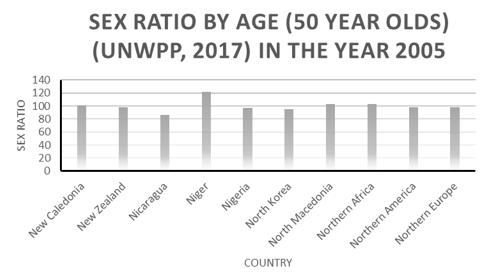 SEX RATIO BY AGE (50 YEAR OLDS)
(UNWPP, 2017) IN THE YEAR 2005
140
120
100
80
60
40
20
0
SEX RATIO
New Caledonia
New Zealand
Nicaragua
Niger
Nigeria
North Korea
North Macedonia
Northern Africa
Northern America
Northern Europe
COUNTRY